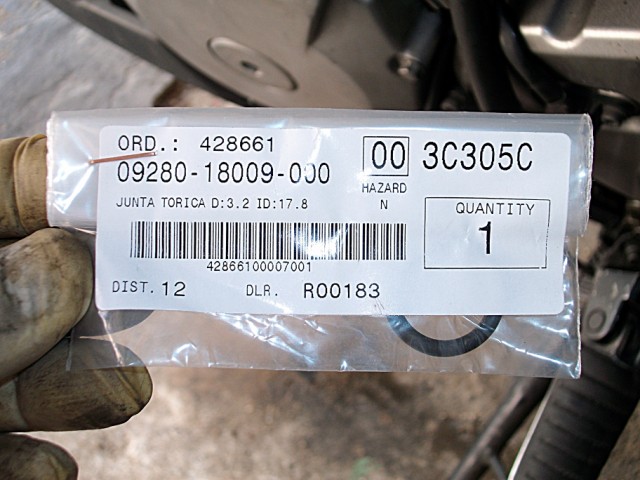 ORD.: 428661
09280-18009-000
00 3C305C
HAZARD
N
JUNTA TORICA D:3.2 ID:17.8
QUANTITY
1
42866100007001
DIST. 12 DLR. R00183